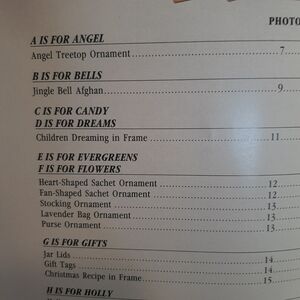 PHOTO
A IS FOR ANGEL
Angel Treetop Ornament 7
B IS FOR BELLS
Jingle Bell Afghan 9
C IS FOR CANDY
D IS FOR DREAMS
Children Dreaming in Frame 11
E IS FOR EVERGREENS
F IS FOR FLOWERS
Heart-Shaped Sachet Ornament 12
Fan-Shaped Sachet Ornament 12
Stocking Ornament 13
Lavender Bag Ornament 13
Purse Ornament 13
G IS FOR GIFTS
Jar Lids 14
Gift Tags 14
Christmas Recipe in Frame 15
H IS FOR HOLLY